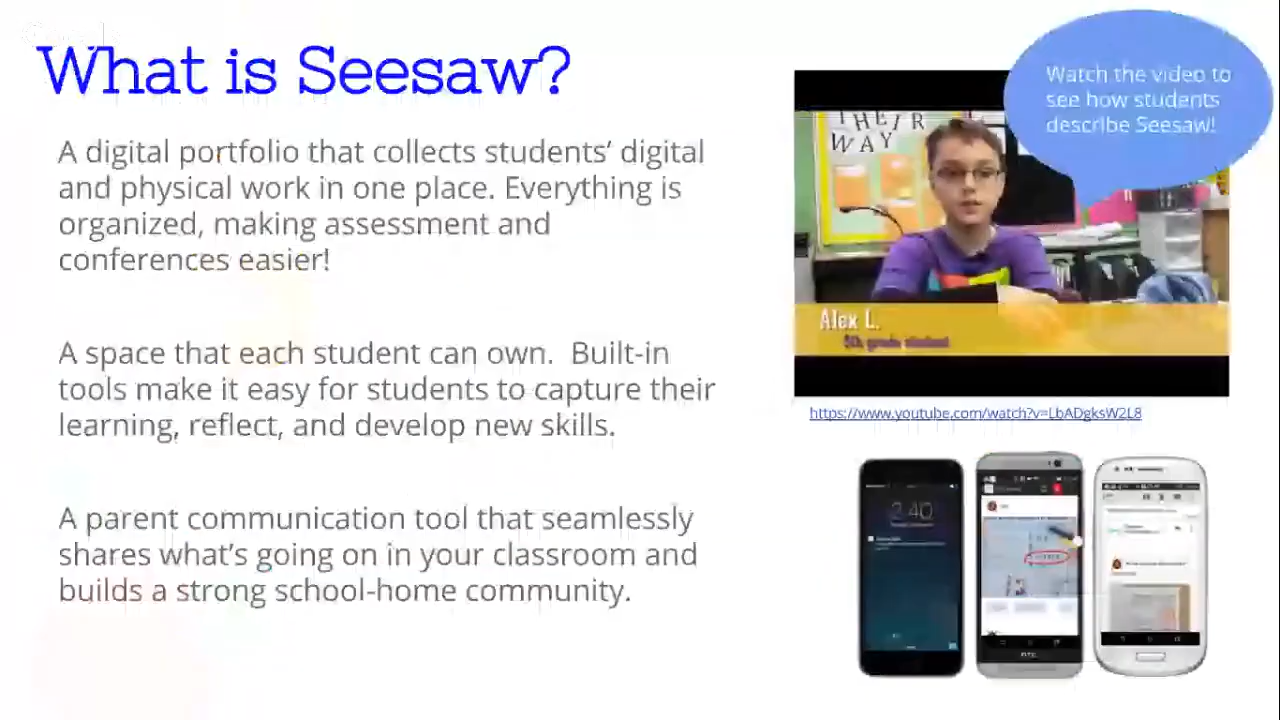 What is Seesaw?
A digital portfolio that collects students’ digital
and physical work in one place. Everything is
organized, making assessment and
conferences easier!
A space that each student can own.  Built-in
tools make it easy for students to capture their
learning, reflect, and develop new skills.
A parent communication tool that seamlessly
shares what’s going on in your classroom and
builds a strong school-home community.
Watch the video to
see how students
describe Seesaw!
THEIR
WAY
Alex L.
5th grade student
https://www.youtube.com/watch?v=LbADgksW2L8
2:40
hTC